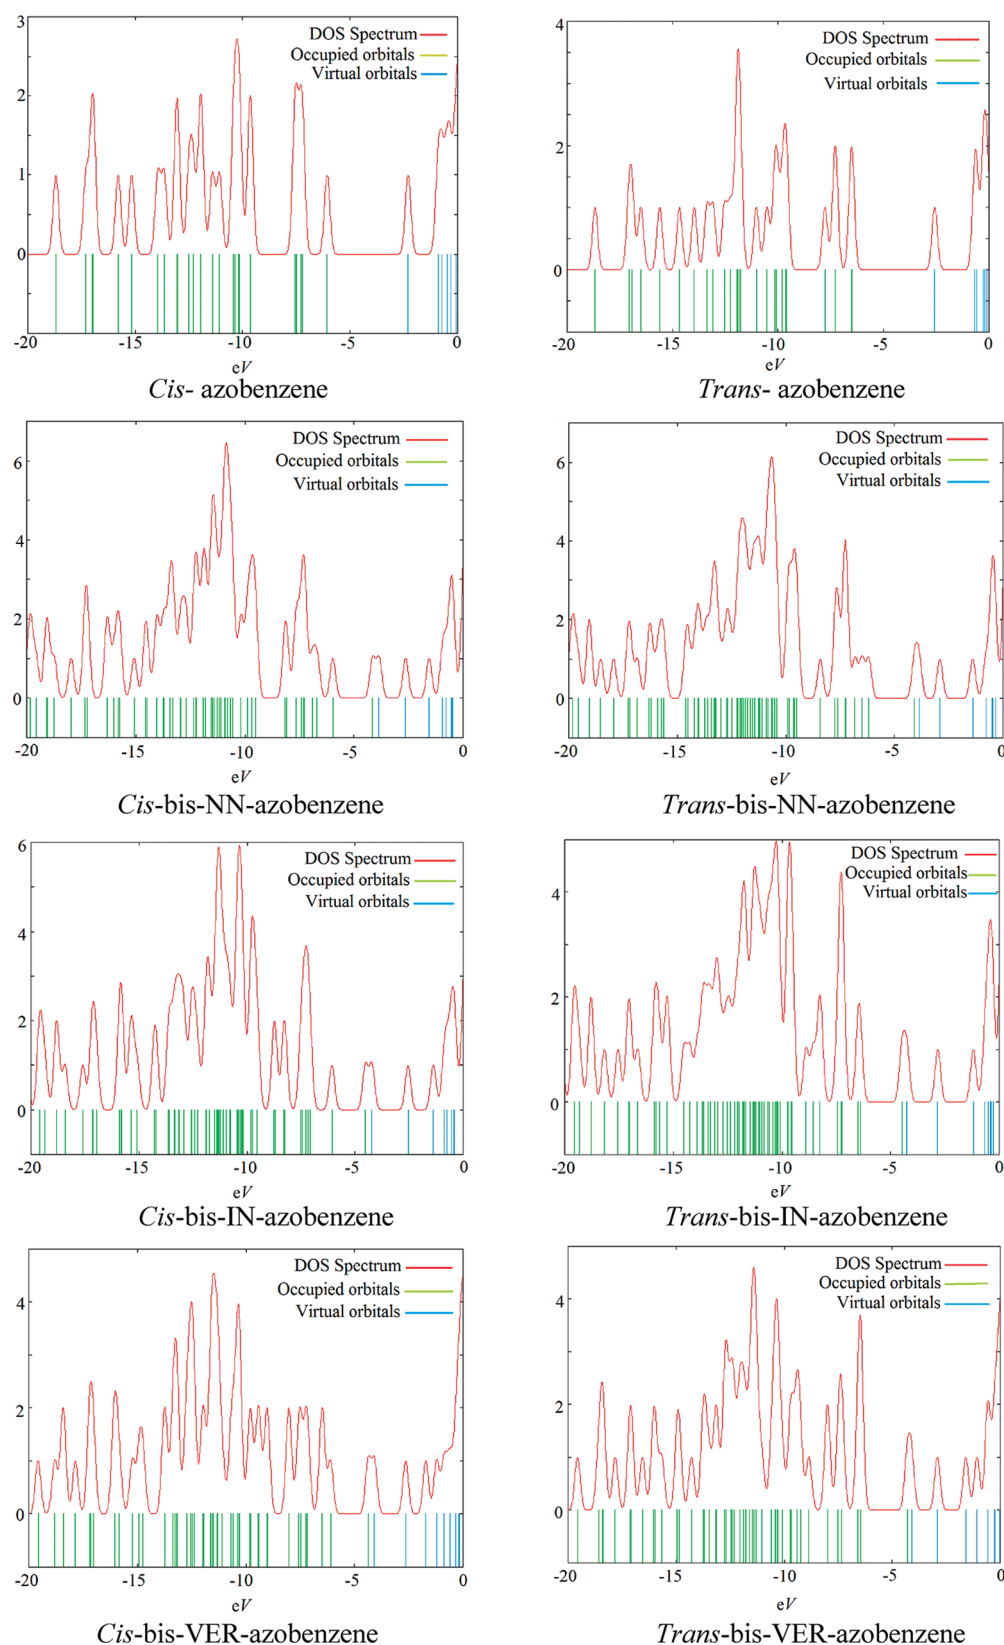 3
2
1
0
DOS Spectrum
Occupied orbitals
Virtual orbitals
-20
-15
-10
-5
0
eV
Cis- azobenzene
4
2
0
DOS Spectrum
Occupied orbitals
Virtual orbitals
-20
-15
-10
-5
0
eV
Trans- azobenzene
6
4
2
0
DOS Spectrum
Occupied orbitals
Virtual orbitals
-20
-15
-10
-5
0
eV
Cis-bis-NN-azobenzene
6
4
2
0
DOS Spectrum
Occupied orbitals
Virtual orbitals
-20
-15
-10
-5
0
eV
Trans-bis-NN-azobenzene
6
4
2
0
DOS Spectrum
Occupied orbitals
Virtual orbitals
-20
-15
-10
-5
0
eV
Cis-bis-IN-azobenzene
4
2
0
DOS Spectrum
Occupied orbitals
Virtual orbitals
-20
-15
-10
-5
0
eV
Trans-bis-IN-azobenzene
4
2
0
DOS Spectrum
Occupied orbitals
Virtual orbitals
-20
-15
-10
-5
0
eV
Cis-bis-VER-azobenzene
4
2
0
DOS Spectrum
Occupied orbitals
Virtual orbitals
-20
-15
-10
-5
0
eV
Trans-bis-VER-azobenzene